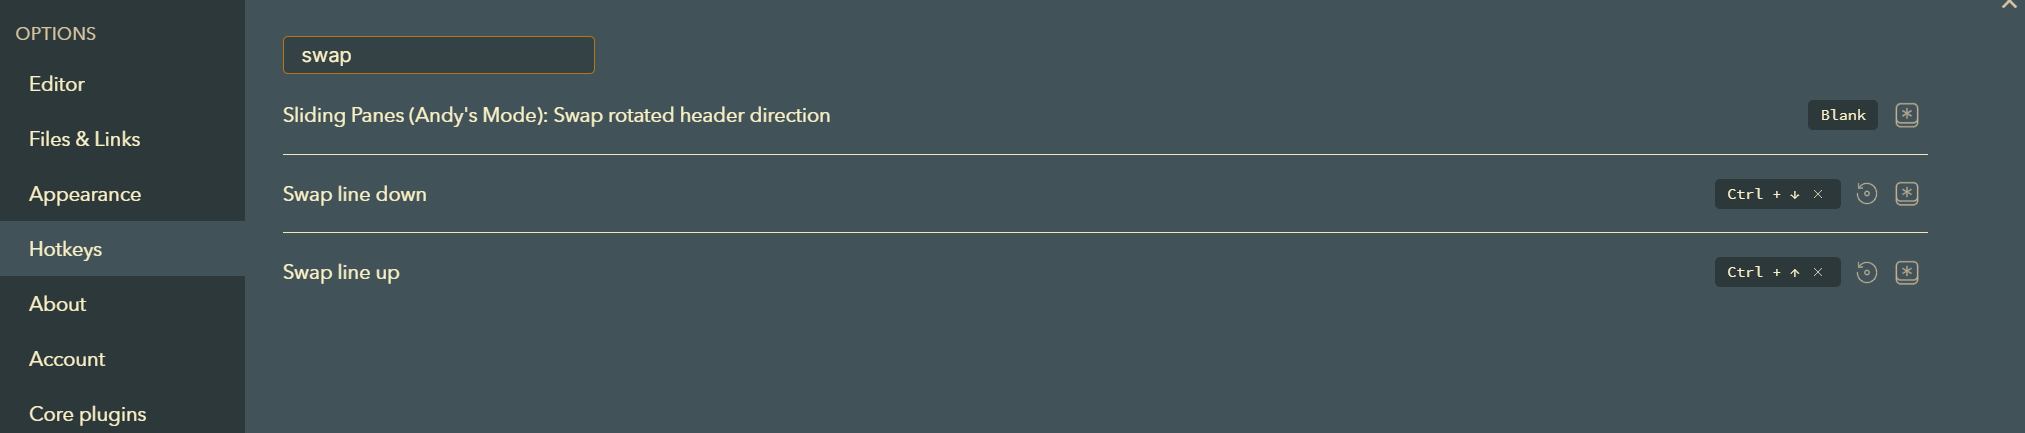 OPTIONS
Editor
Files & Links
Appearance
Hotkeys
About
Account
Core plugins
swap
Sliding Panes (Andy's Mode): Swap rotated header direction
Blank
Swap line down
Ctrl + ↓ ×
Swap line up
Ctrl + ↑ ×